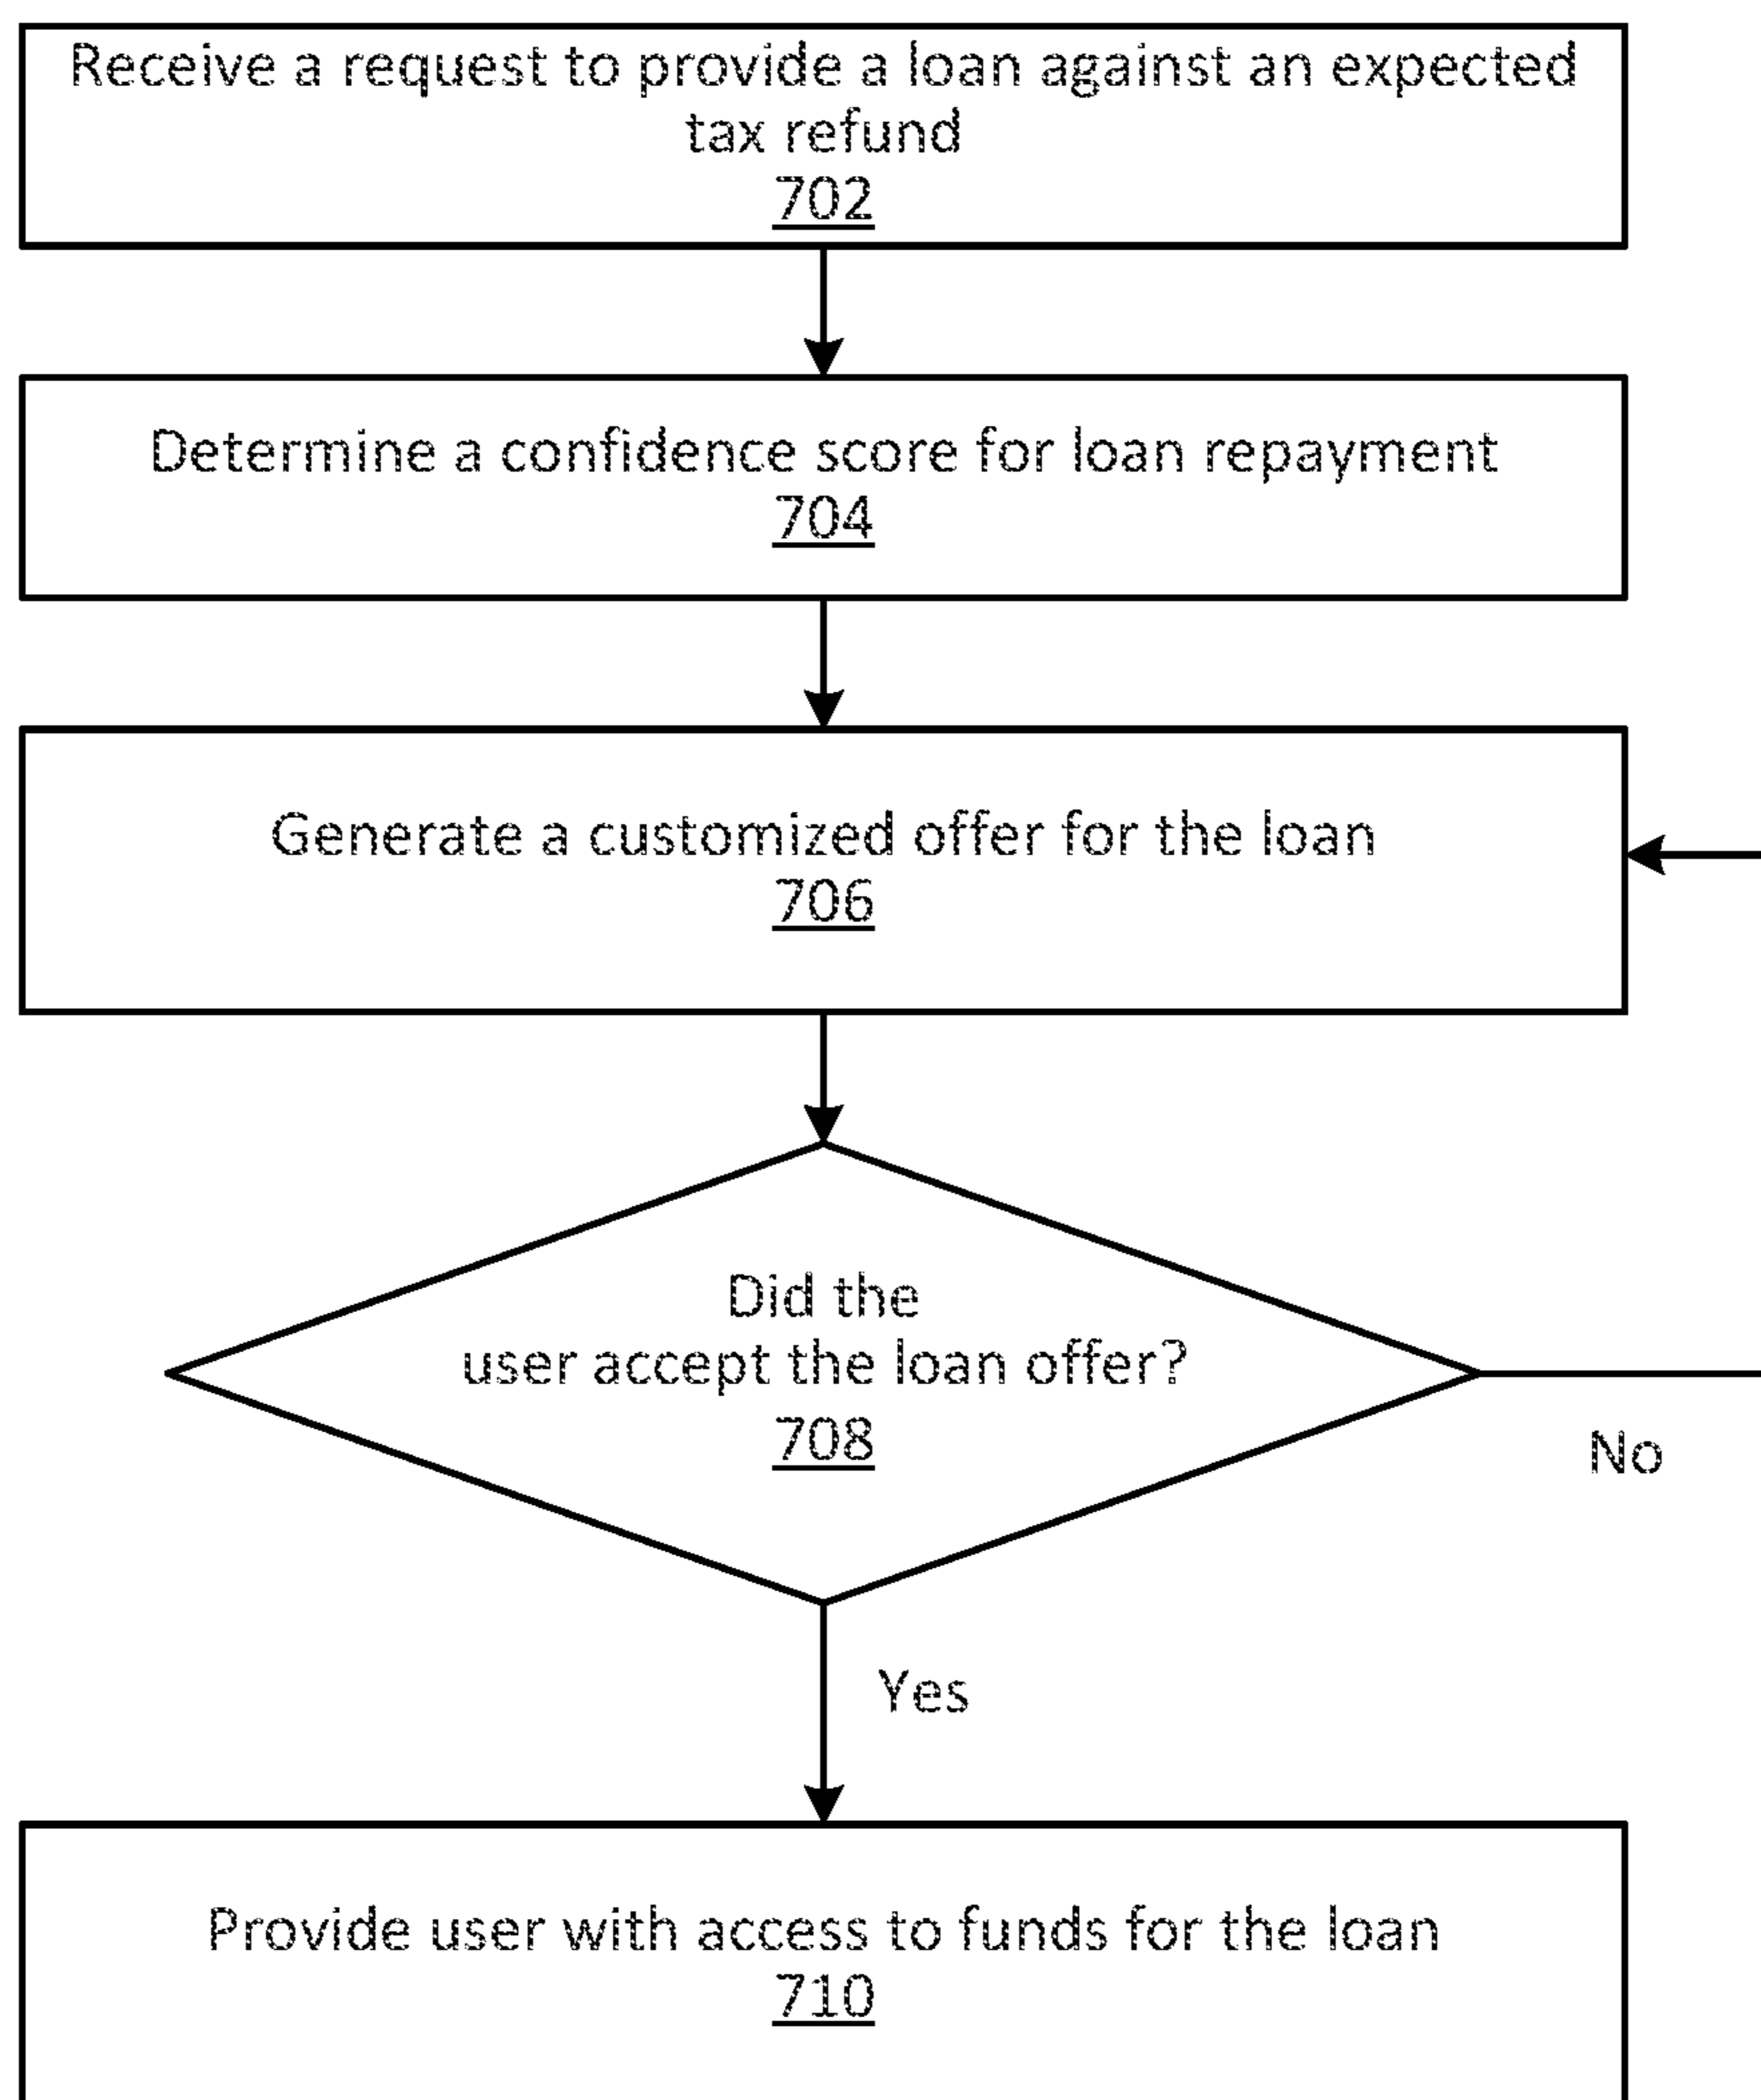 Receive a request to provide a loan against an expected
tax refund
702
Determine a confidence score for loan repayment
704
Generate a customized offer for the loan
706
Did the
user accept the loan offer?
708
No
Yes
Provide user with access to funds for the loan
710